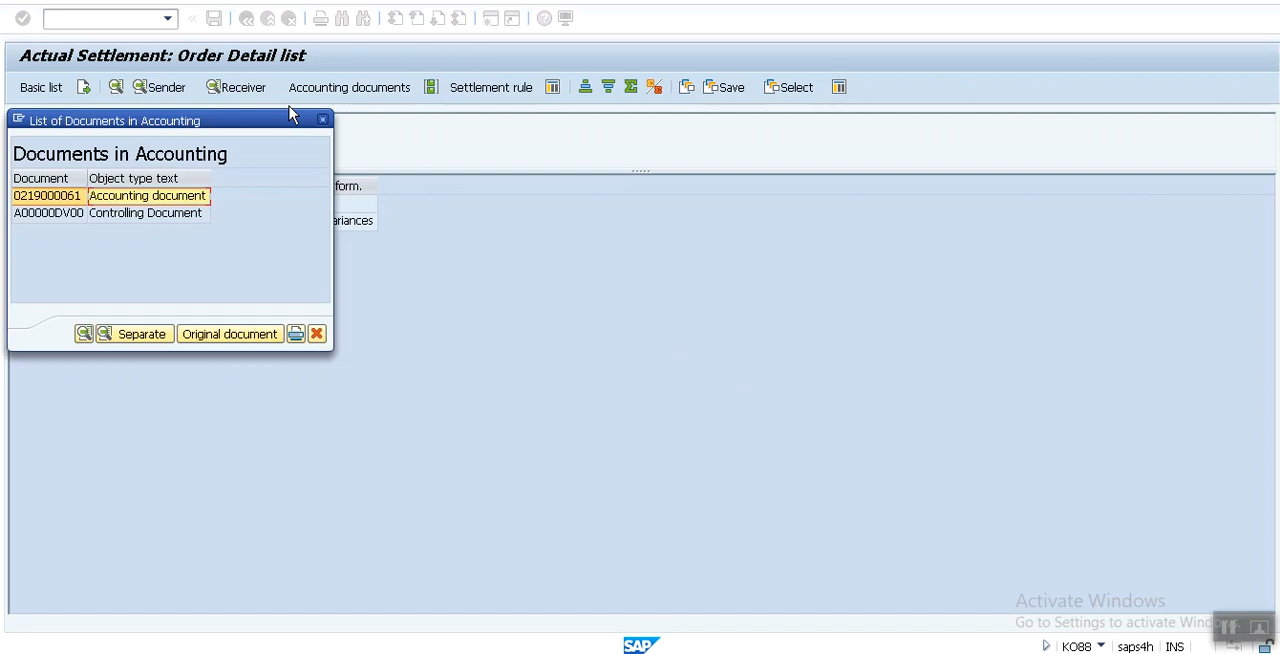 Actual Settlement: Order Detail list
Basic list Sender Receiver Accounting documents Settlement rule Save Select
List of Documents in Accounting
Documents in Accounting
Document Object type text
form.
0219000061 Accounting document
A00000DV00 Controlling Document
ariances
Separate Original document
Activate Windows
Go to Settings to activate Windows.
SAP KO88 saps4h INS